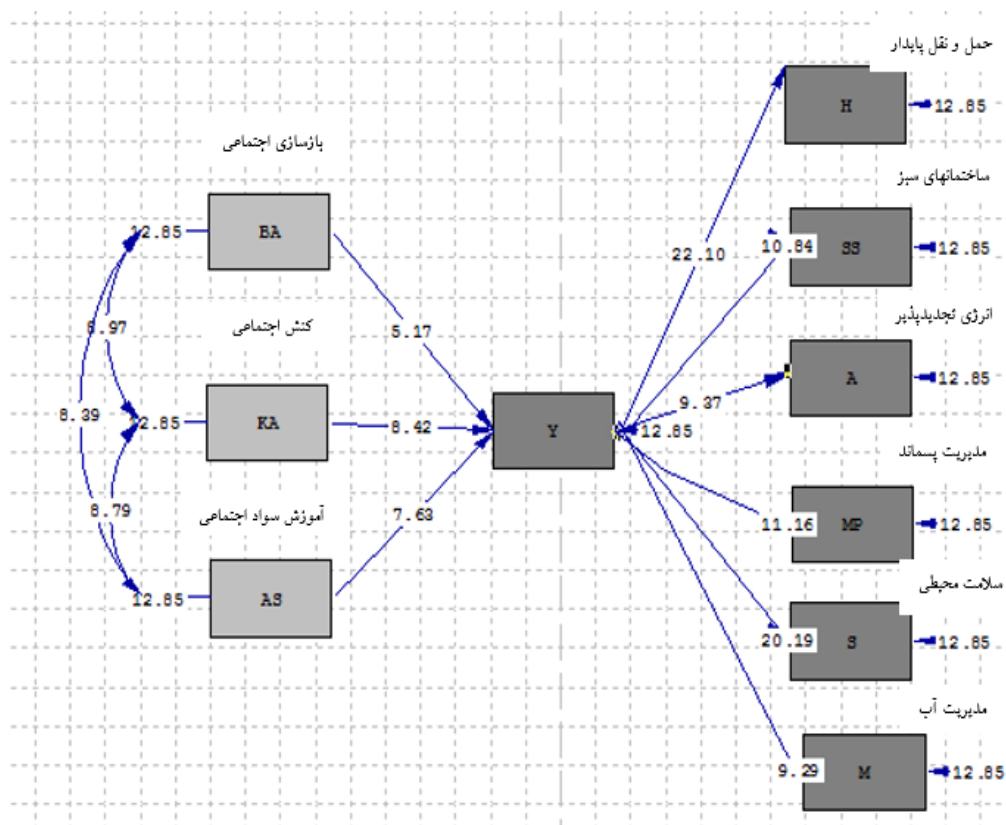 حمل و نقل پایدار
H
12.85
بازسازی اجتماعی
ساختمانهای سبز
12.85
BA
22.10
10.84
SS
12.85
8.97
کنش اجتماعی
5.17
انرژی تجدیدپذیر
A
12.85
8.39
12.85
KA
8.42
Y
12.85
9.37
مدیریت پسماند
8.79
آموزش سواد اجتماعی
7.63
11.16
MP
12.85
سلامت محیطی
12.85
AS
20.19
S
12.85
مدیریت آب
9.29
M
12.85